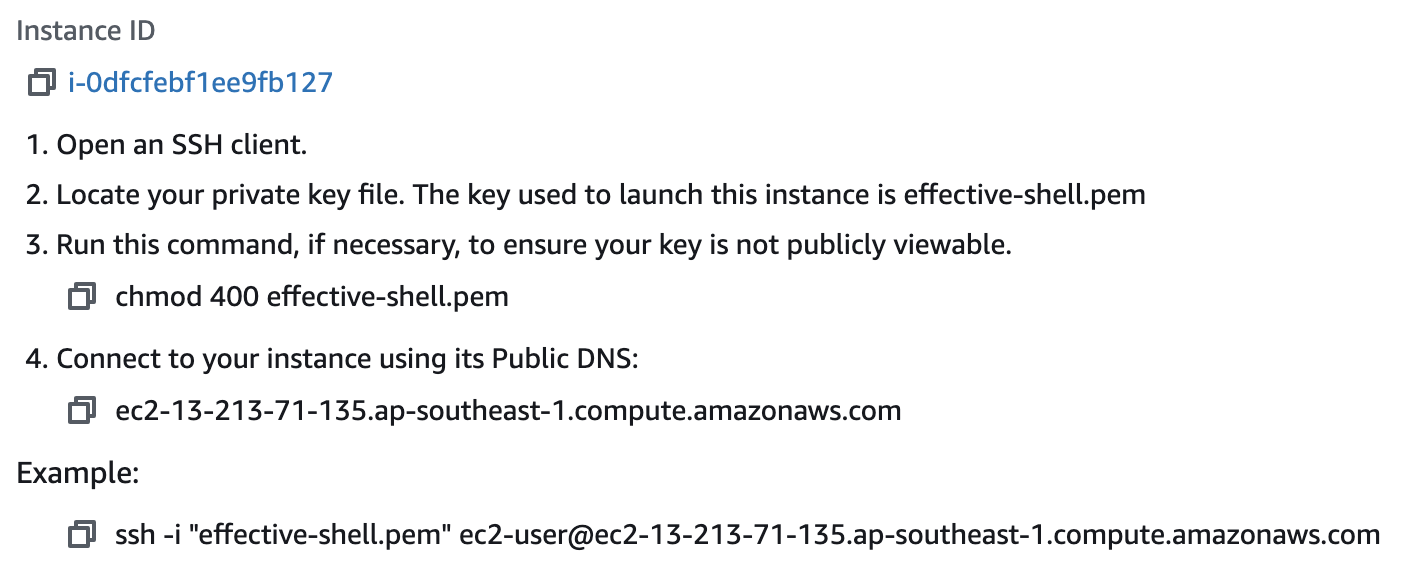 Instance ID
i-0dfcfebf1ee9fb127
1. Open an SSH client.
2. Locate your private key file. The key used to launch this instance is effective-shell.pem
3. Run this command, if necessary, to ensure your key is not publicly viewable.
chmod 400 effective-shell.pem
4. Connect to your instance using its Public DNS:
ec2-13-213-71-135.ap-southeast-1.compute.amazonaws.com
Example:
ssh -i "effective-shell.pem" ec2-user@ec2-13-213-71-135.ap-southeast-1.compute.amazonaws.com